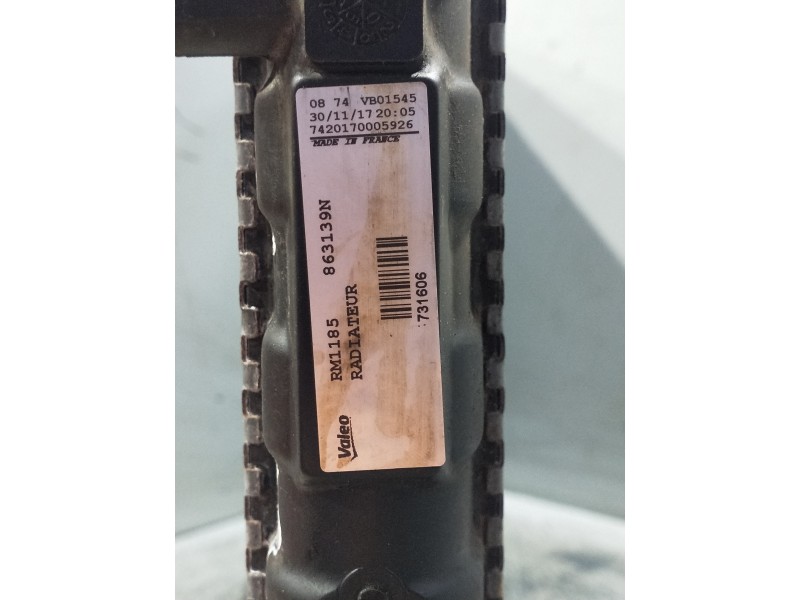 08 74 VB01545
30/11/17 20:05
7420170005926
MADE IN FRANCE
RM1185 863139N
RADIATEUR
731606
Valeo